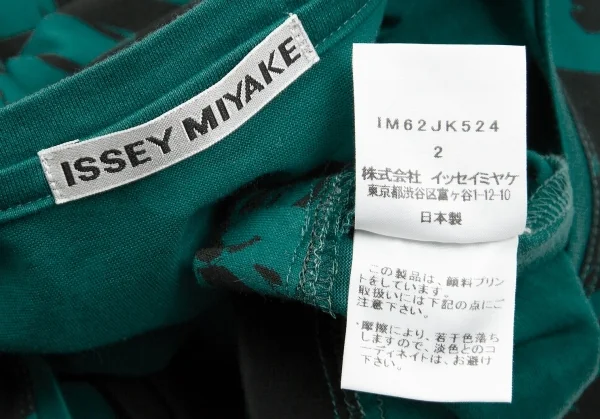 ISSEY MIYAKE
IM62JK524
2
株式会社 イッセイミヤケ
東京都渋谷区富ヶ谷1-12-10
日本製
この製品は、顔料プリン
トをしています。
取扱いには下記の点にご
注意下さい。
・摩擦により、若干色落ち
しますので、淡色とのコ
ーディネイトは、お避け
下さい。